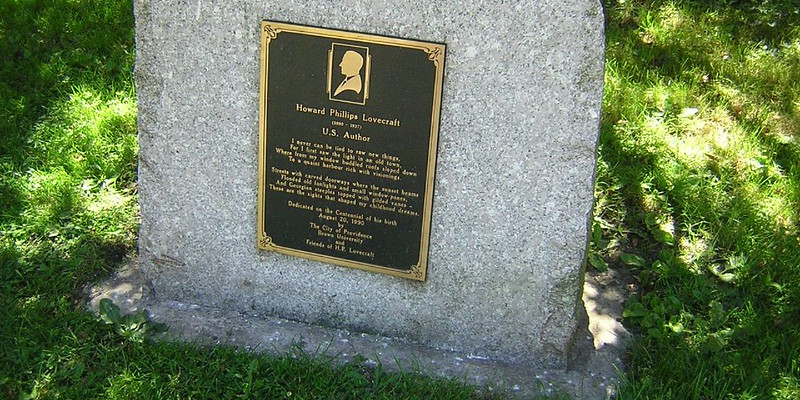 Howard Phillips Lovecraft
(1890 - 1937)
U.S. Author
I never can be tied to raw new things,
For I first saw the light in an old town,
Where from my window huddled roofs sloped down
To a quaint harbour rich with visionings.
Streets with carved doorways where the sunset beams
Flooded old fanlights and small window-panes,
And Georgian steeples topped with gilded vanes –
These are the sights that shaped my childhood dreams.
Dedicated on the Centennial of his birth
August 20, 1990
by
The City of Providence
Brown University
and
Friends of H.P. Lovecraft